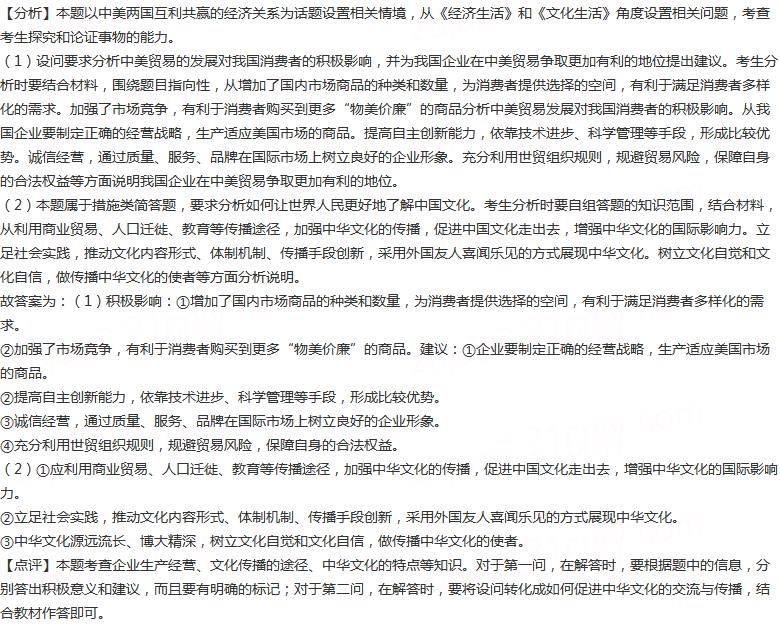 【分析】本题以中美两国互利共赢的经济关系为话题设置相关情境，从《经济生活》和《文化生活》角度设置相关问题，考查
考生探究和论证事物的能力。
（1）设问要求分析中美贸易的发展对我国消费者的积极影响，并为我国企业在中美贸易争取更加有利的地位提出建议。考生分
析时要结合材料，围绕题目指向性，从增加了国内市场商品的种类和数量，为消费者提供选择的空间，有利于满足消费者多样
化的需求。加强了市场竞争，有利于消费者购买到更多“物美价廉”的商品分析中美贸易发展对我国消费者的积极影响。从我
国企业要制定正确的经营战略，生产适应美国市场的商品。提高自主创新能力，依靠技术进步、科学管理等手段，形成比较优
势。诚信经营，通过质量、服务、品牌在国际市场上树立良好的企业形象。充分利用世贸组织规则，规避贸易风险，保障自身
的合法权益等方面说明我国企业在中美贸易争取更加有利的地位。
（2）本题属于措施类简答题，要求分析如何让世界人民更好地了解中国文化。考生分析时要自组答题的知识范围，结合材料，
从利用商业贸易、人口迁徙、教育等传播途径，加强中华文化的传播，促进中国文化走出去，增强中华文化的国际影响力。立
足社会实践，推动文化内容形式、体制机制、传播手段创新，采用外国友人喜闻乐见的方式展现中华文化。树立文化自觉和文
化自信，做传播中华文化的使者等方面分析说明。
故答案为：（1）积极影响：①增加了国内市场商品的种类和数量，为消费者提供选择的空间，有利于满足消费者多样化的需
求。
②加强了市场竞争，有利于消费者购买到更多“物美价廉”的商品。建议：①企业要制定正确的经营战略，生产适应美国市场
的商品。
②提高自主创新能力，依靠技术进步、科学管理等手段，形成比较优势。
③诚信经营，通过质量、服务、品牌在国际市场上树立良好的企业形象。
④充分利用世贸组织规则，规避贸易风险，保障自身的合法权益。
（2）①应利用商业贸易、人口迁徙、教育等传播途径，加强中华文化的传播，促进中国文化走出去，增强中华文化的国际影响
力。
②立足社会实践，推动文化内容形式、体制机制、传播手段创新，采用外国友人喜闻乐见的方式展现中华文化。
③中华文化源远流长、博大精深，树立文化自觉和文化自信，做传播中华文化的使者。
【点评】本题考查企业生产经营、文化传播的途径、中华文化的特点等知识。对于第一问，在解答时，要根据题中的信息，分
别答出积极意义和建议，而且要有明确的标记；对于第二问，在解答时，要将设问转化成如何促进中华文化的交流与传播，结
合教材作答即可。